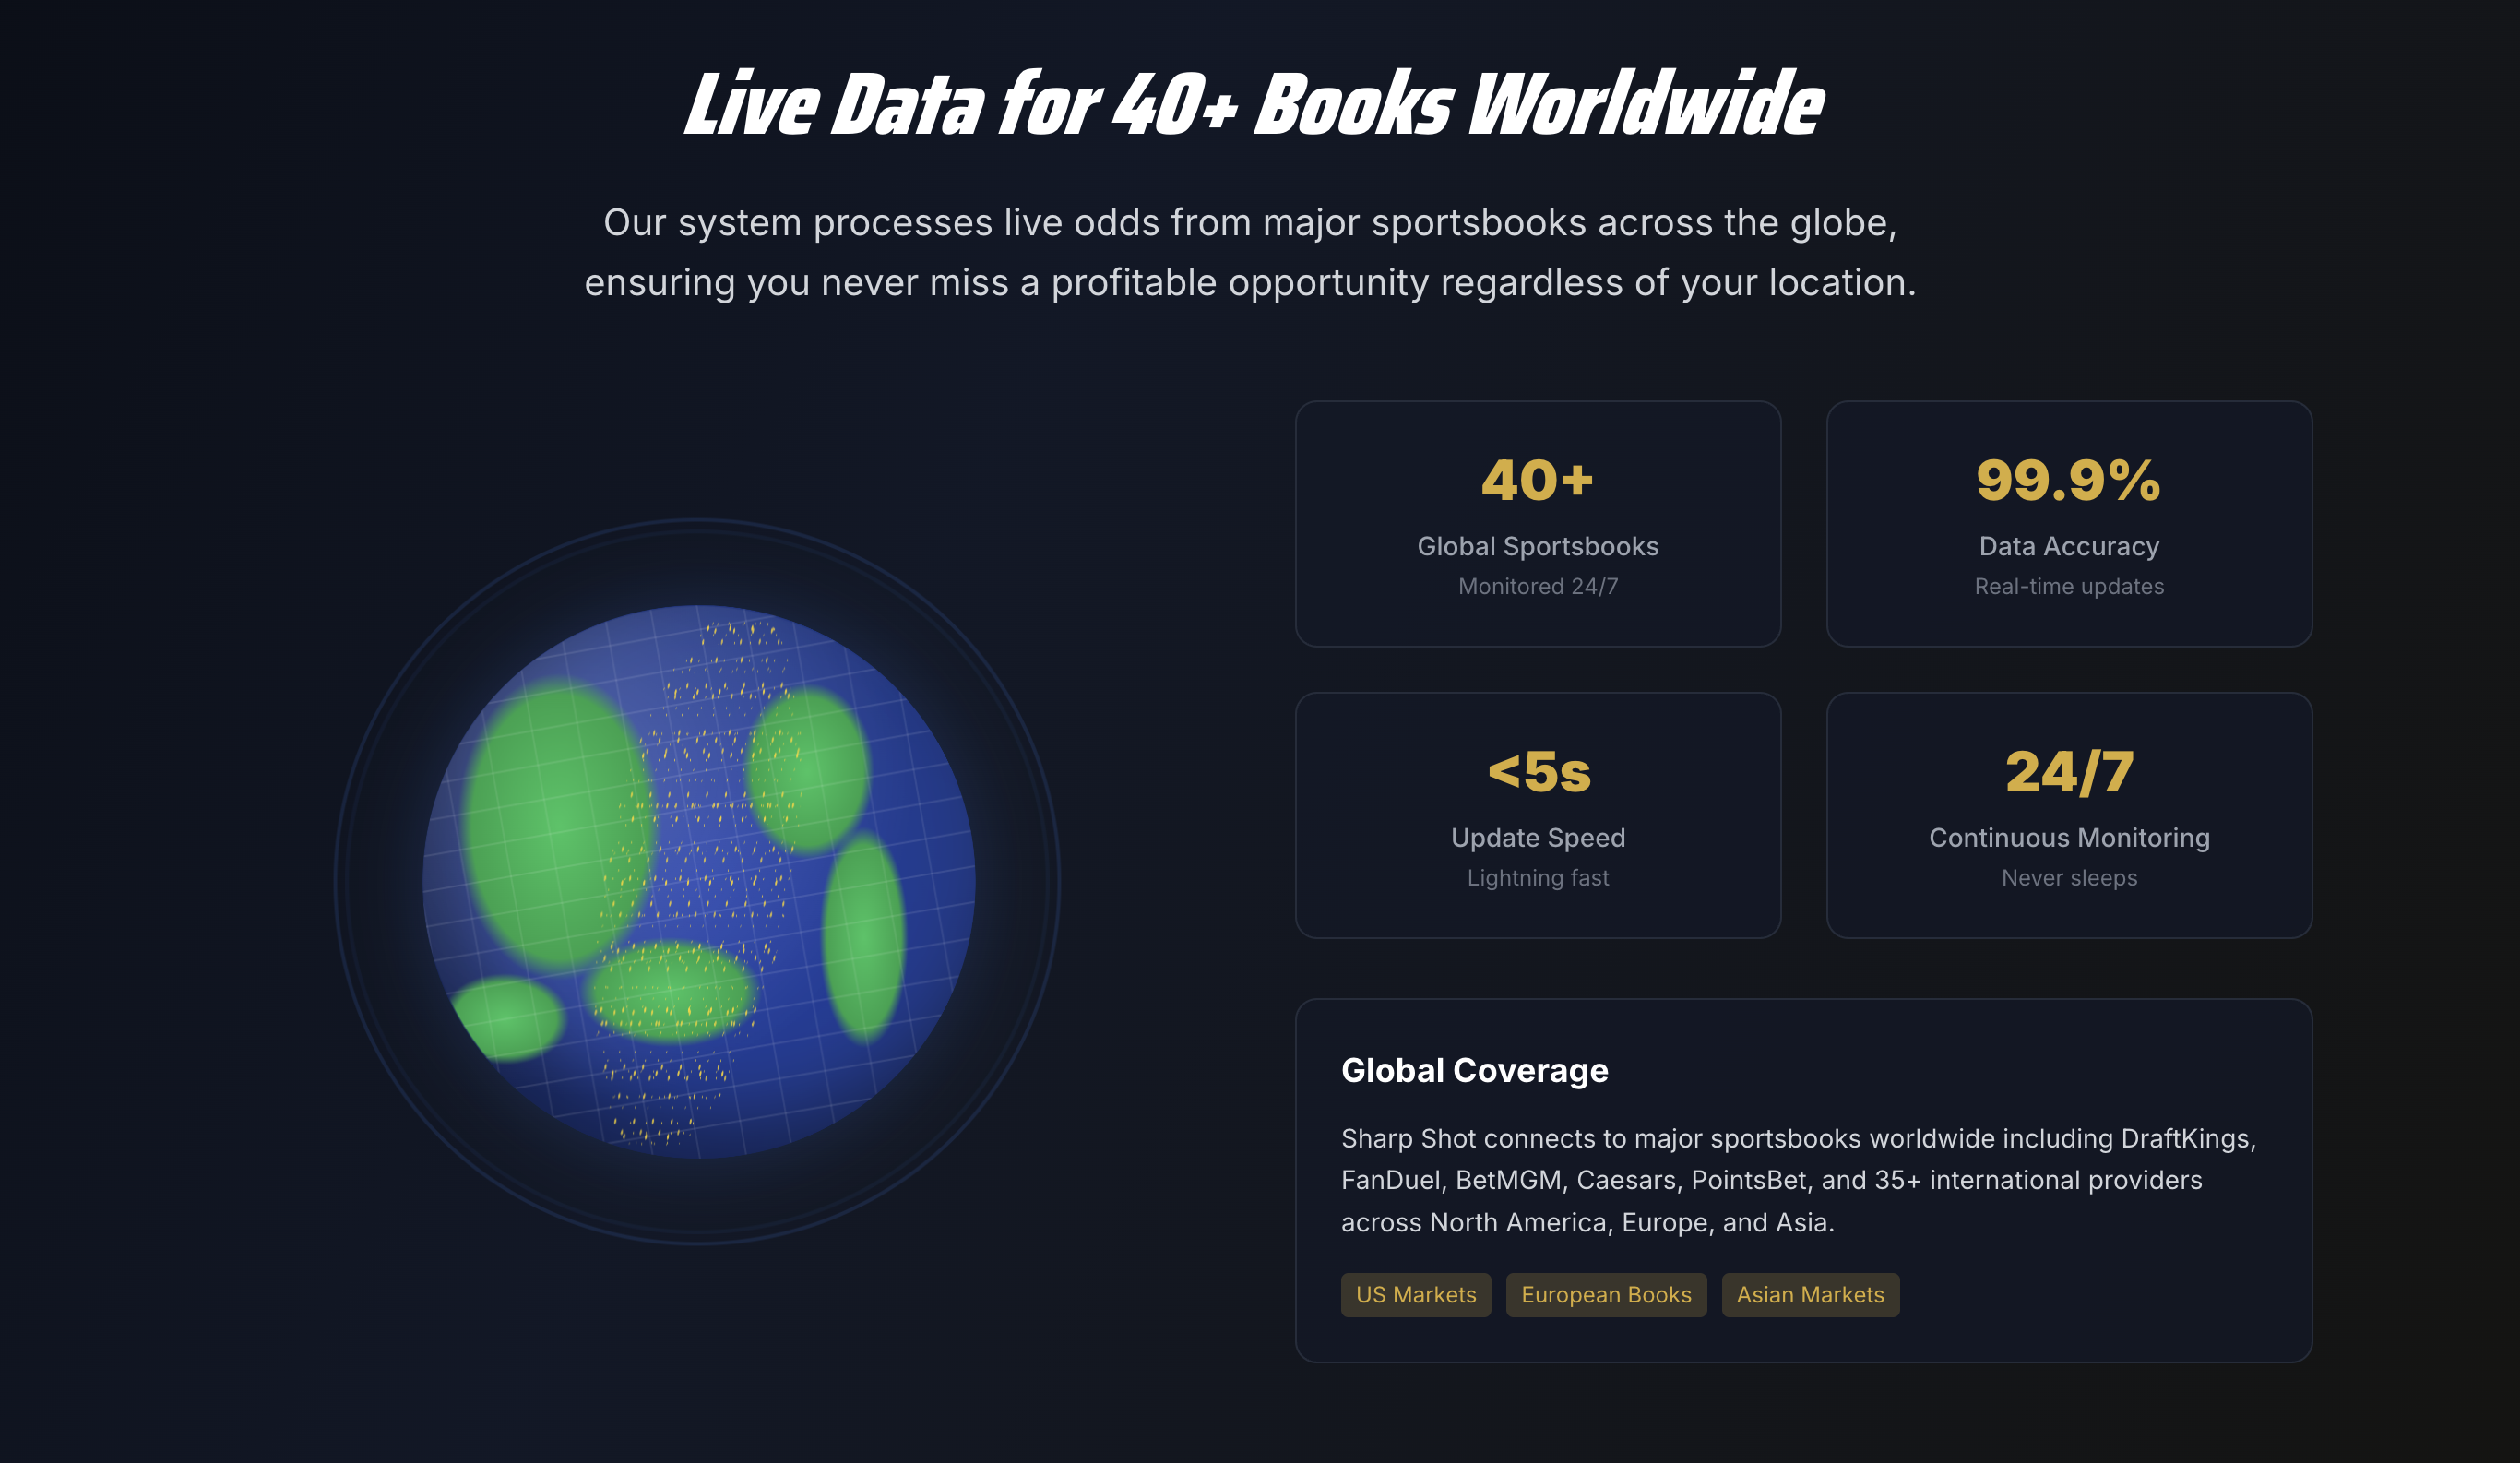 Live Data for 40+ Books Worldwide
Our system processes live odds from major sportsbooks across the globe,
ensuring you never miss a profitable opportunity regardless of your location.
40+
Global Sportsbooks
Monitored 24/7
99.9%
Data Accuracy
Real-time updates
<5s
Update Speed
Lightning fast
24/7
Continuous Monitoring
Never sleeps
Global Coverage
Sharp Shot connects to major sportsbooks worldwide including DraftKings,
FanDuel, BetMGM, Caesars, PointsBet, and 35+ international providers
across North America, Europe, and Asia.
US Markets
European Books
Asian Markets